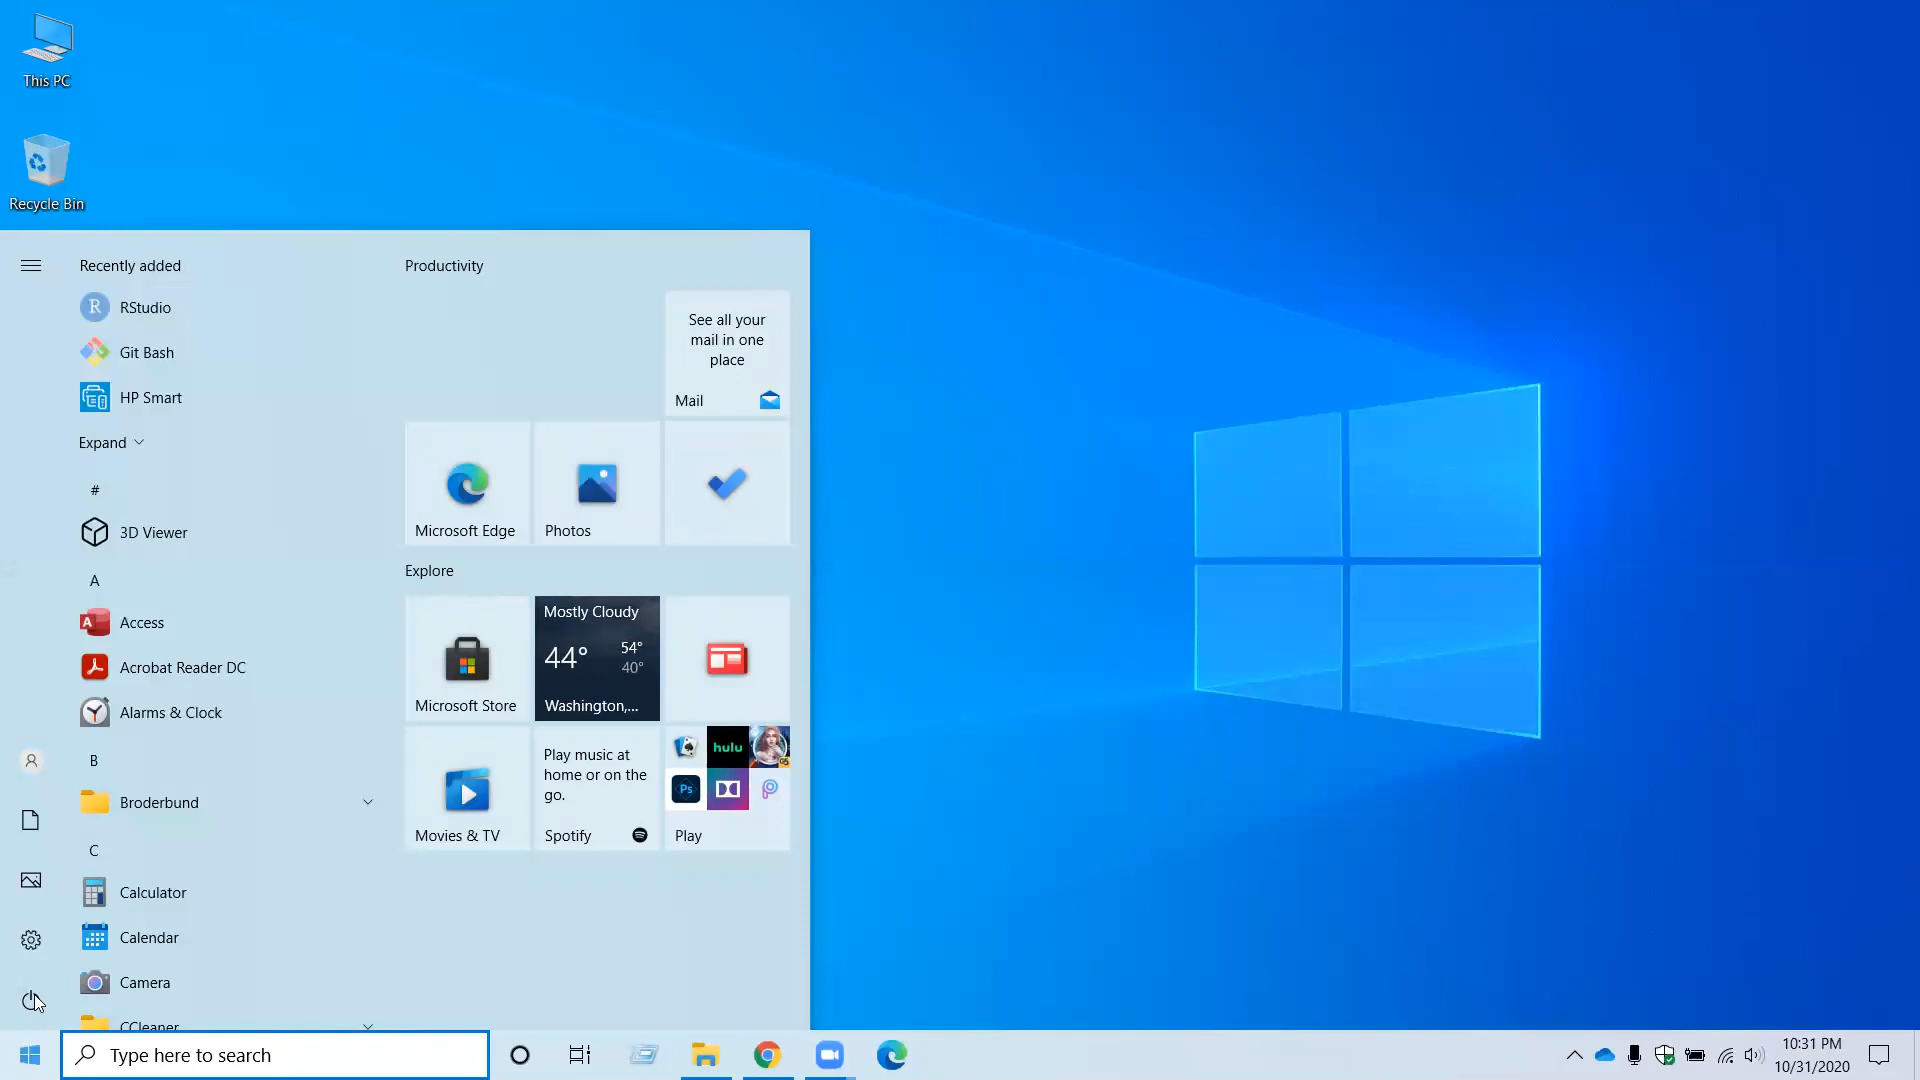 This PC
Recycle Bin
Recently added
RStudio
Git Bash
HP Smart
Expand
#
3D Viewer
A
Access
Acrobat Reader DC
Alarms & Clock
B
Broderbund
C
Calculator
Calendar
Camera
CCleaner
Productivity
See all your
mail in one
place
Mail
Microsoft Edge
Photos
Explore
Microsoft Store
Mostly Cloudy
44°
54°
40°
Washington,...
Movies & TV
Play music at
home or on the
go.
Spotify
hulu
Ps
Play
Type here to search
10:31 PM
10/31/2020